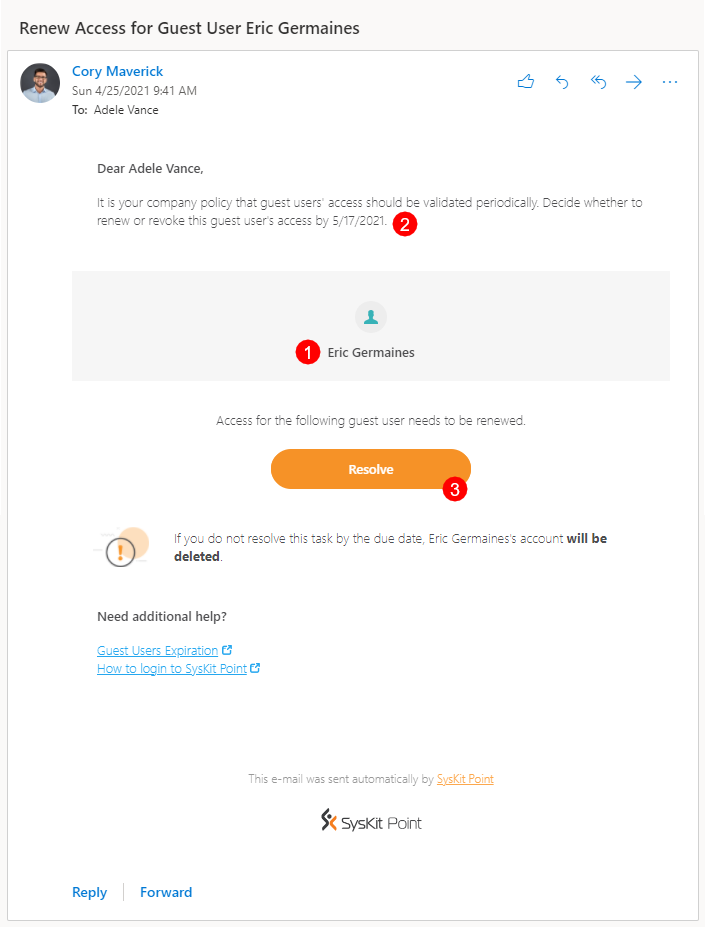 Renew Access for Guest User Eric Germaines
Cory Maverick
Sun 4/25/2021 9:41 AM
To: Adele Vance
Dear Adele Vance,
It is your company policy that guest users' access should be validated periodically. Decide whether to
renew or revoke this guest user's access by 5/17/2021. 2
1 Eric Germaines
Access for the following guest user needs to be renewed.
Resolve
3
If you do not resolve this task by the due date, Eric Germaines's account will be
deleted.
Need additional help?
Guest Users Expiration
How to login to SysKit Point
This e-mail was sent automatically by SysKit Point
SysKit Point
Reply Forward